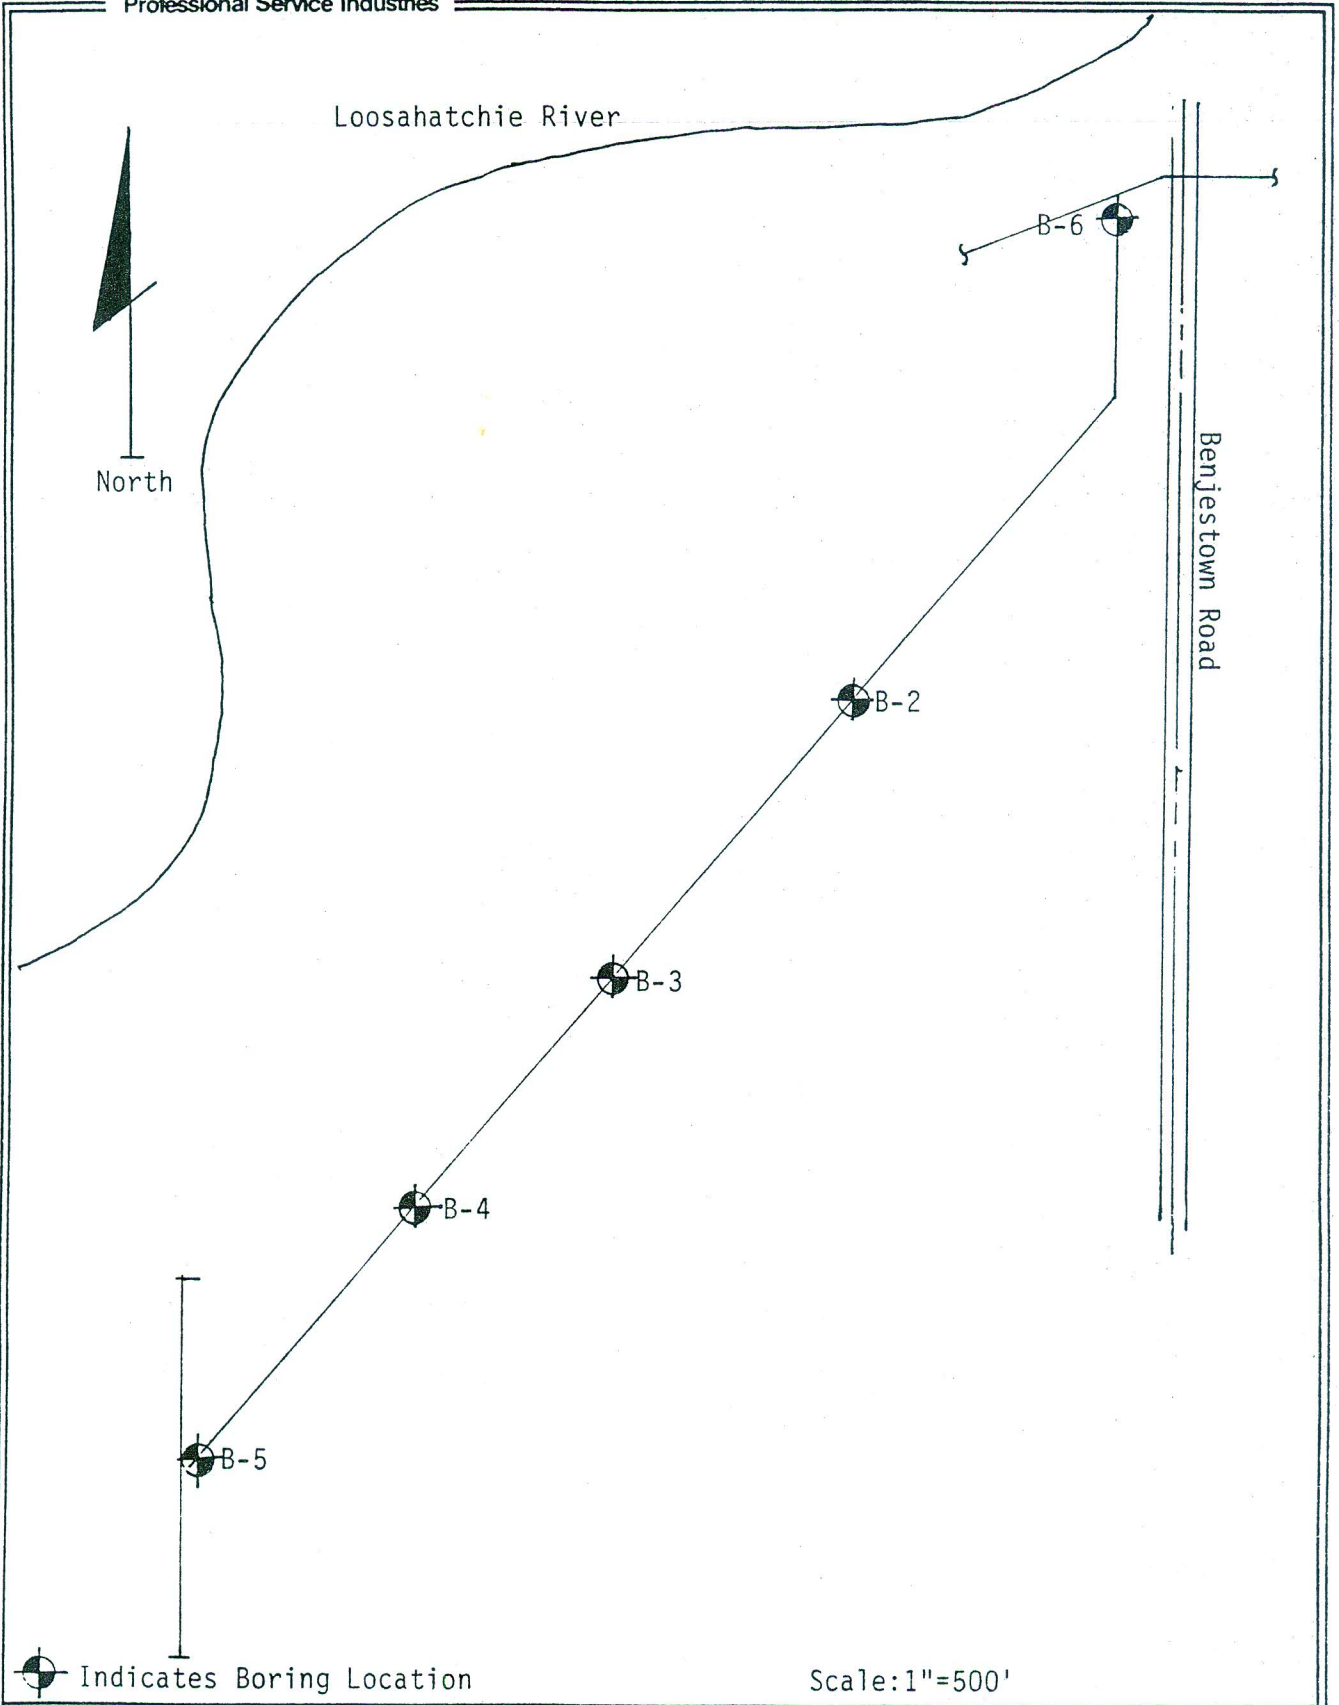 Professional Service Industries
Loosahatchie River
B-6
North
Benjestown Road
B-2
B-3
B-4
B-5
Indicates Boring Location
Scale:1"=500'